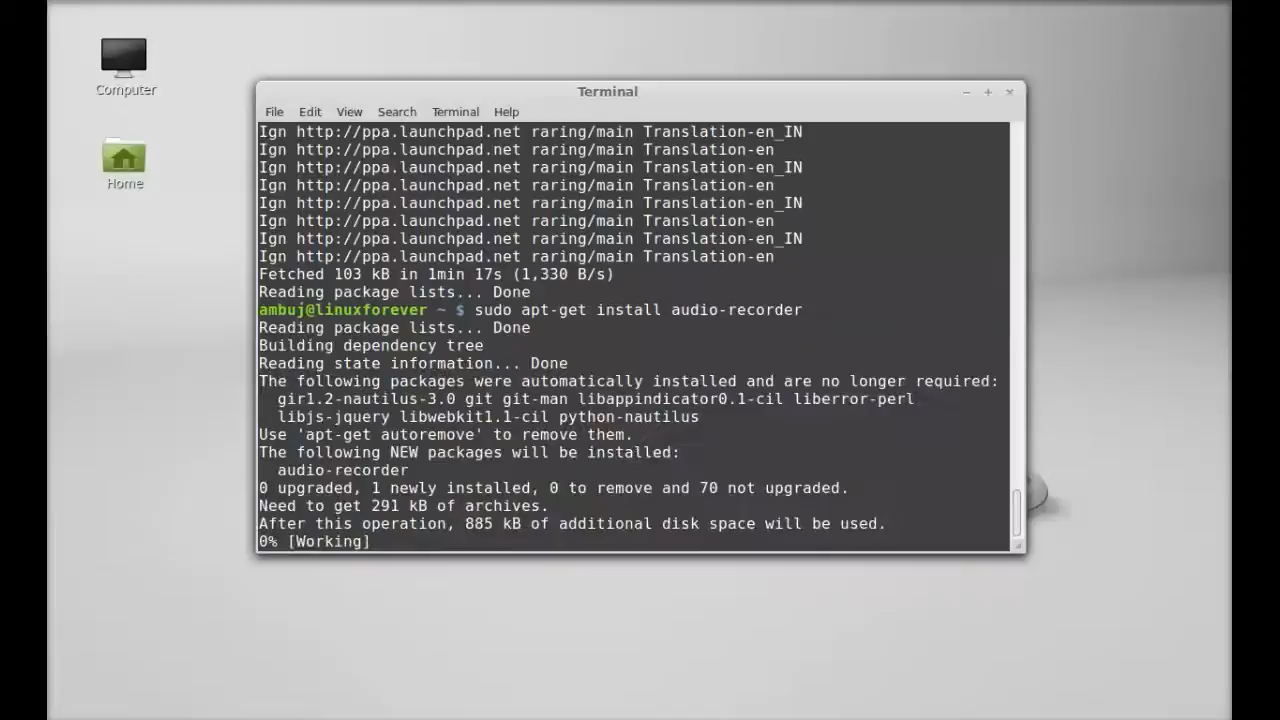 Computer
Home
Terminal
File Edit View Search Terminal Help
Ign http://ppa.launchpad.net raring/main Translation-en_IN
Ign http://ppa.launchpad.net raring/main Translation-en
Ign http://ppa.launchpad.net raring/main Translation-en_IN
Ign http://ppa.launchpad.net raring/main Translation-en
Ign http://ppa.launchpad.net raring/main Translation-en_IN
Ign http://ppa.launchpad.net raring/main Translation-en
Ign http://ppa.launchpad.net raring/main Translation-en_IN
Ign http://ppa.launchpad.net raring/main Translation-en
Fetched 103 kB in 1min 17s (1,330 B/s)
Reading package lists... Done
ambuj@linuxforever ~ $ sudo apt-get install audio-recorder
Reading package lists... Done
Building dependency tree
Reading state information... Done
The following packages were automatically installed and are no longer required:
  gir1.2-nautilus-3.0 git git-man libappindicator0.1-cil liberror-perl
  libjs-jquery libwebkit1.1-cil python-nautilus
Use 'apt-get autoremove' to remove them.
The following NEW packages will be installed:
  audio-recorder
0 upgraded, 1 newly installed, 0 to remove and 70 not upgraded.
Need to get 291 kB of archives.
After this operation, 885 kB of additional disk space will be used.
0% [Working]